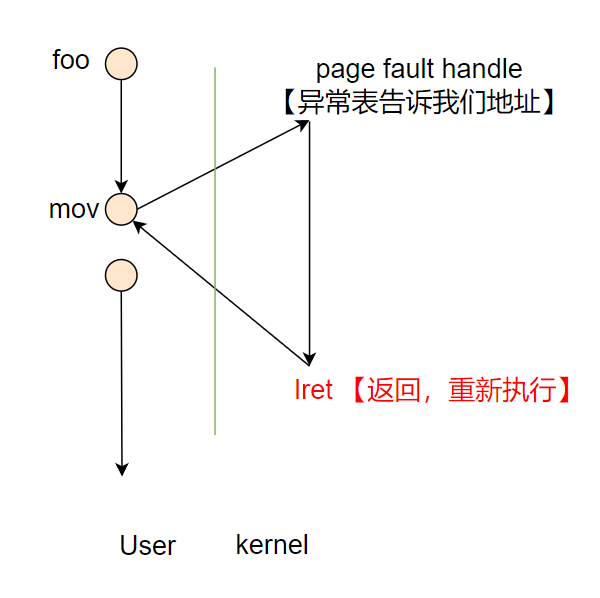 foo
page fault handle
【异常表告诉我们地址】
mov
Iret 【返回，重新执行】
User
kernel